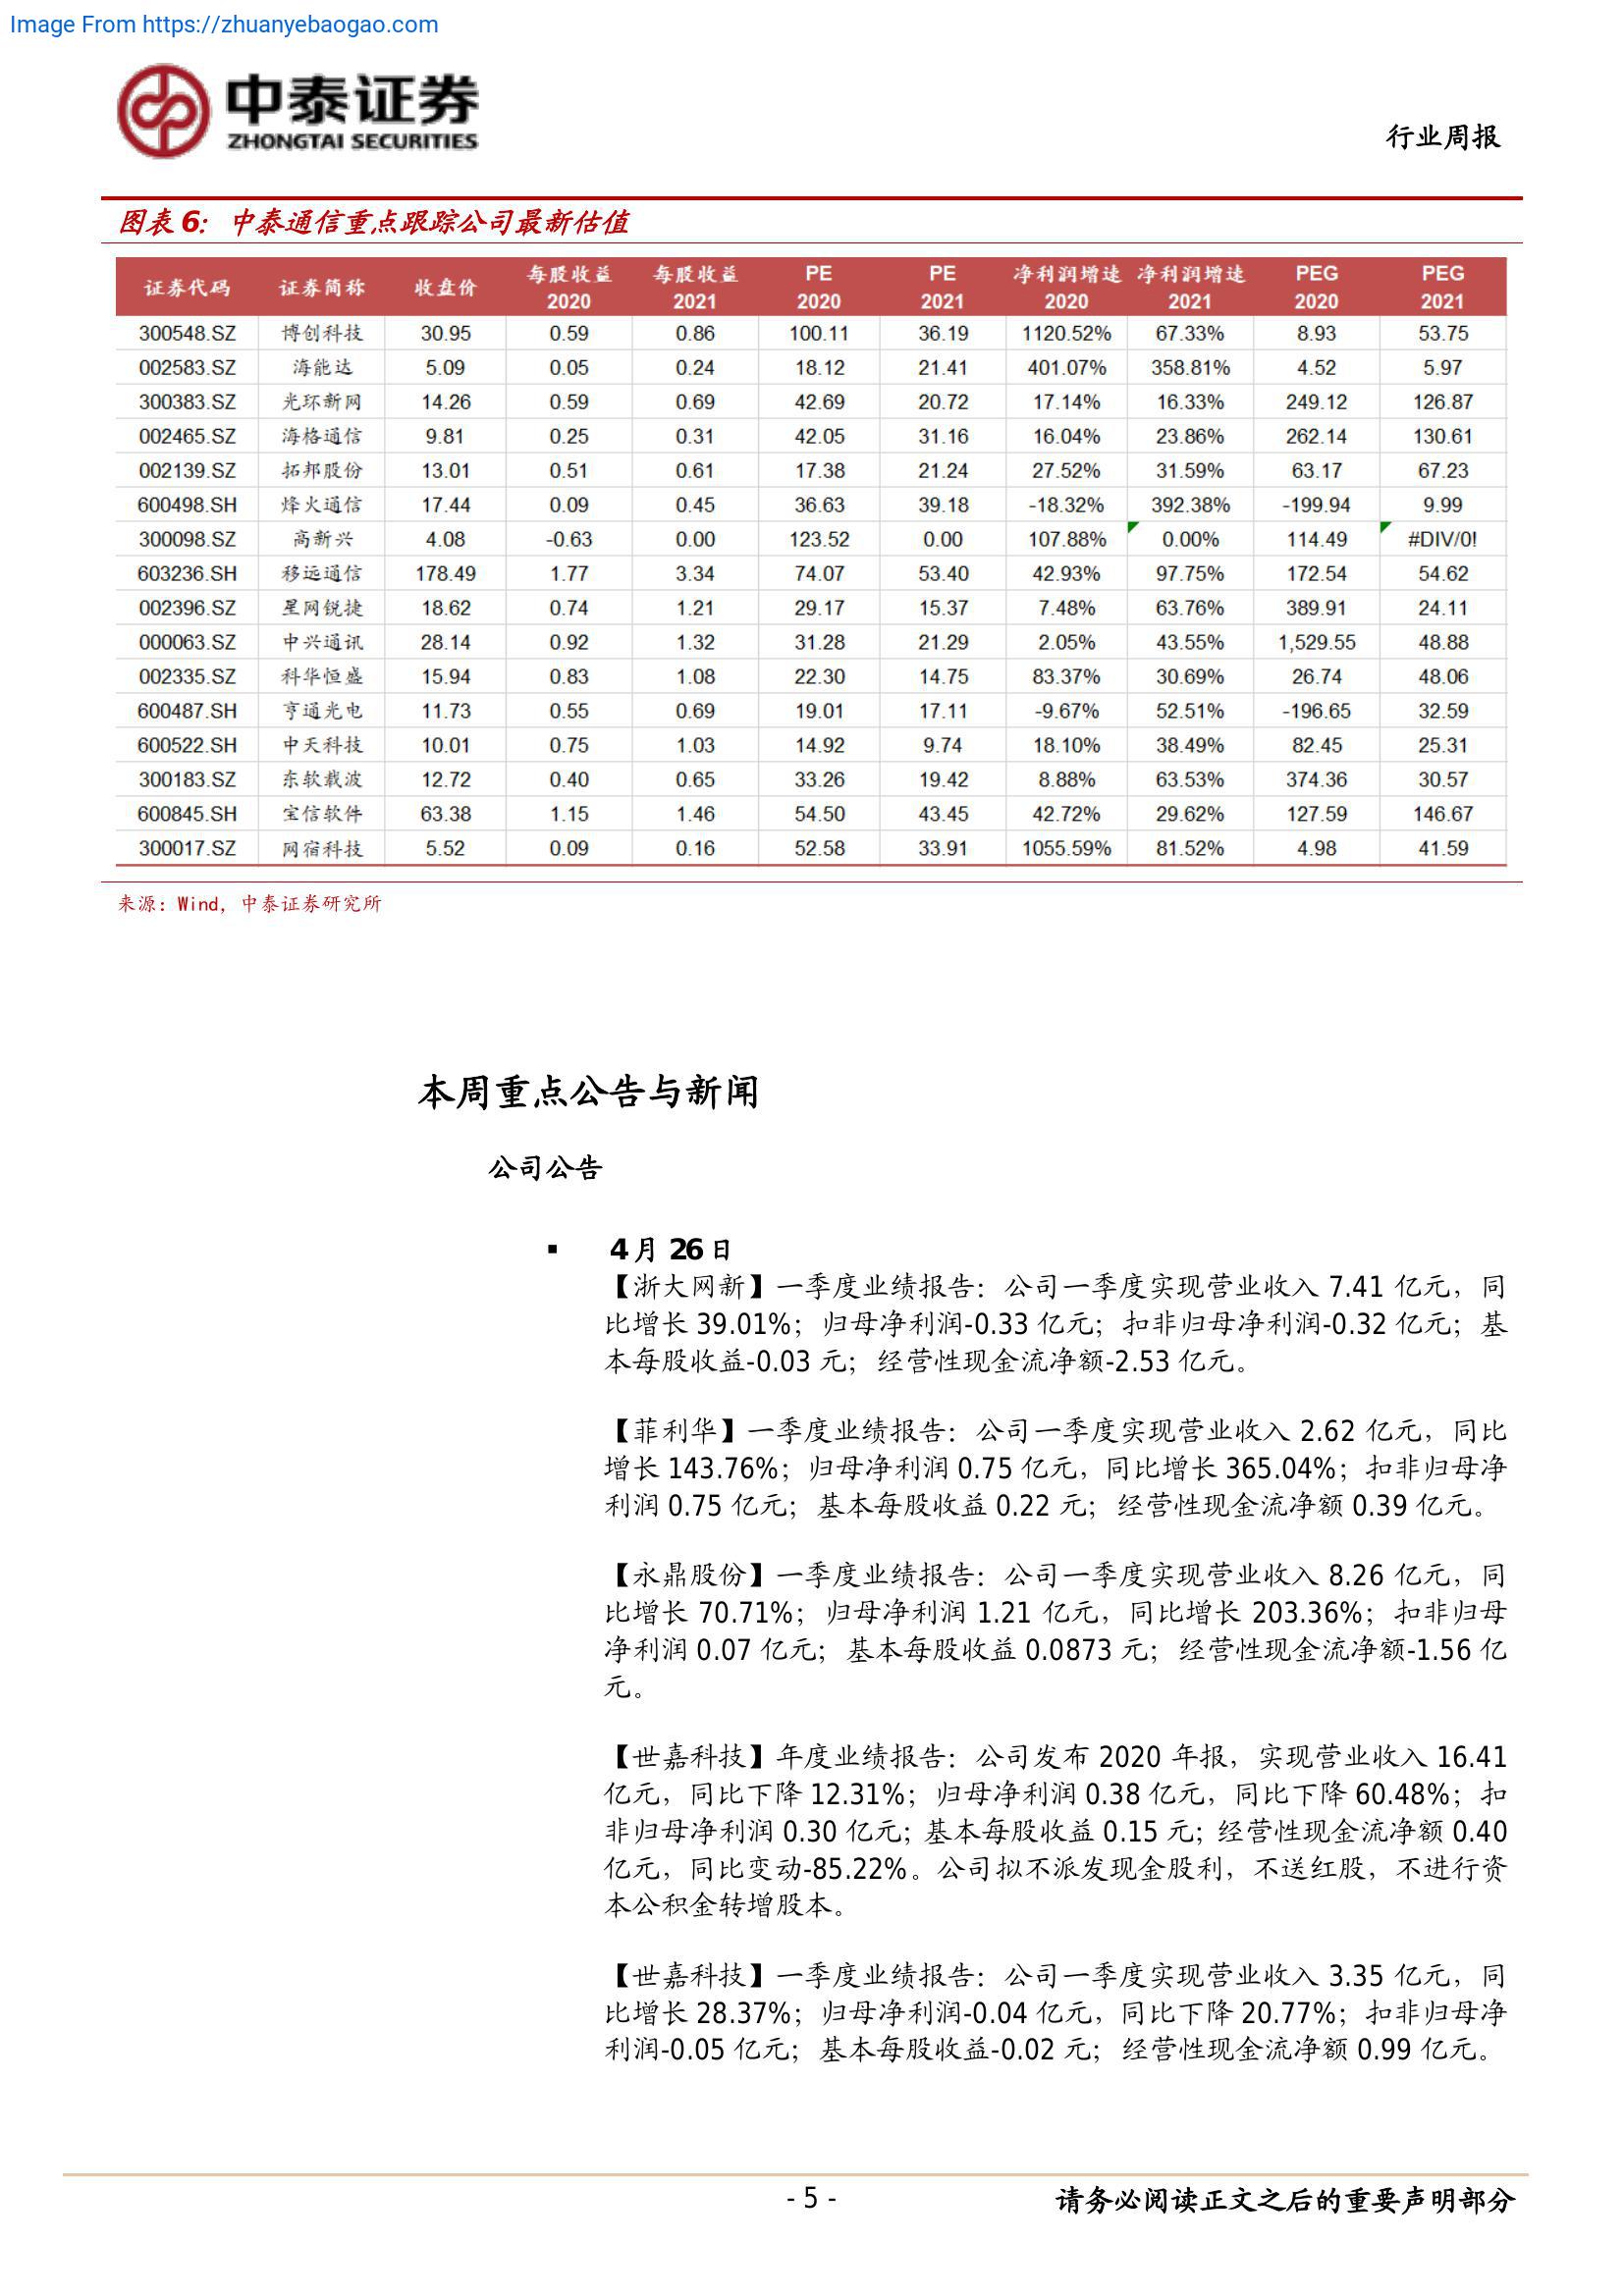 Image From https://zhuanyebaogao.com
中泰证券
ZHONGTAI SECURITIES
行业周报
图表 6：中泰通信重点跟踪公司最新估值
证券代码 证券简称 收盘价 每股收益 2020 每股收益 2021 PE 2020 PE 2021 净利润增速 2020 净利润增速 2021 PEG 2020 PEG 2021
300548.SZ 博创科技 30.95 0.59 0.86 100.11 36.19 1120.52% 67.33% 8.93 53.75
002583.SZ 海能达 5.09 0.05 0.24 18.12 21.41 401.07% 358.81% 4.52 5.97
300383.SZ 光环新网 14.26 0.59 0.69 42.69 20.72 17.14% 16.33% 249.12 126.87
002465.SZ 海格通信 9.81 0.25 0.31 42.05 31.16 16.04% 23.86% 262.14 130.61
002139.SZ 拓邦股份 13.01 0.51 0.61 17.38 21.24 27.52% 31.59% 63.17 67.23
600498.SH 烽火通信 17.44 0.09 0.45 36.63 39.18 -18.32% 392.38% -199.94 9.99
300098.SZ 高新兴 4.08 -0.63 0.00 123.52 0.00 107.88% 0.00% 114.49 #DIV/0!
603236.SH 移远通信 178.49 1.77 3.34 74.07 53.40 42.93% 97.75% 172.54 54.62
002396.SZ 星网锐捷 18.62 0.74 1.21 29.17 15.37 7.48% 63.76% 389.91 24.11
000063.SZ 中兴通讯 28.14 0.92 1.32 31.28 21.29 2.05% 43.55% 1,529.55 48.88
002335.SZ 科华恒盛 15.94 0.83 1.08 22.30 14.75 83.37% 30.69% 26.74 48.06
600487.SH 亨通光电 11.73 0.55 0.69 19.01 17.11 -9.67% 52.51% -196.65 32.59
600522.SH 中天科技 10.01 0.75 1.03 14.92 9.74 18.10% 38.49% 82.45 25.31
300183.SZ 东软载波 12.72 0.40 0.65 33.26 19.42 8.88% 63.53% 374.36 30.57
600845.SH 宝信软件 63.38 1.15 1.46 54.50 43.45 42.72% 29.62% 127.59 146.67
300017.SZ 网宿科技 5.52 0.09 0.16 52.58 33.91 1055.59% 81.52% 4.98 41.59
来源：Wind，中泰证券研究所
本周重点公告与新闻
公司公告
▪ 4 月 26 日
【浙大网新】一季度业绩报告：公司一季度实现营业收入 7.41 亿元，同
比增长 39.01%；归母净利润-0.33 亿元；扣非归母净利润-0.32 亿元；基
本每股收益-0.03 元；经营性现金流净额-2.53 亿元。
【菲利华】一季度业绩报告：公司一季度实现营业收入 2.62 亿元，同比
增长 143.76%；归母净利润 0.75 亿元，同比增长 365.04%；扣非归母净
利润 0.75 亿元；基本每股收益 0.22 元；经营性现金流净额 0.39 亿元。
【永鼎股份】一季度业绩报告：公司一季度实现营业收入 8.26 亿元，同
比增长 70.71%；归母净利润 1.21 亿元，同比增长 203.36%；扣非归母
净利润 0.07 亿元；基本每股收益 0.0873 元；经营性现金流净额-1.56 亿
元。
【世嘉科技】年度业绩报告：公司发布 2020 年报，实现营业收入 16.41
亿元，同比下降 12.31%；归母净利润 0.38 亿元，同比下降 60.48%；扣
非归母净利润 0.30 亿元；基本每股收益 0.15 元；经营性现金流净额 0.40
亿元，同比变动-85.22%。公司拟不派发现金股利，不送红股，不进行资
本公积金转增股本。
【世嘉科技】一季度业绩报告：公司一季度实现营业收入 3.35 亿元，同
比增长 28.37%；归母净利润-0.04 亿元，同比下降 20.77%；扣非归母净
利润-0.05 亿元；基本每股收益-0.02 元；经营性现金流净额 0.99 亿元。
- 5 -
请务必阅读正文之后的重要声明部分